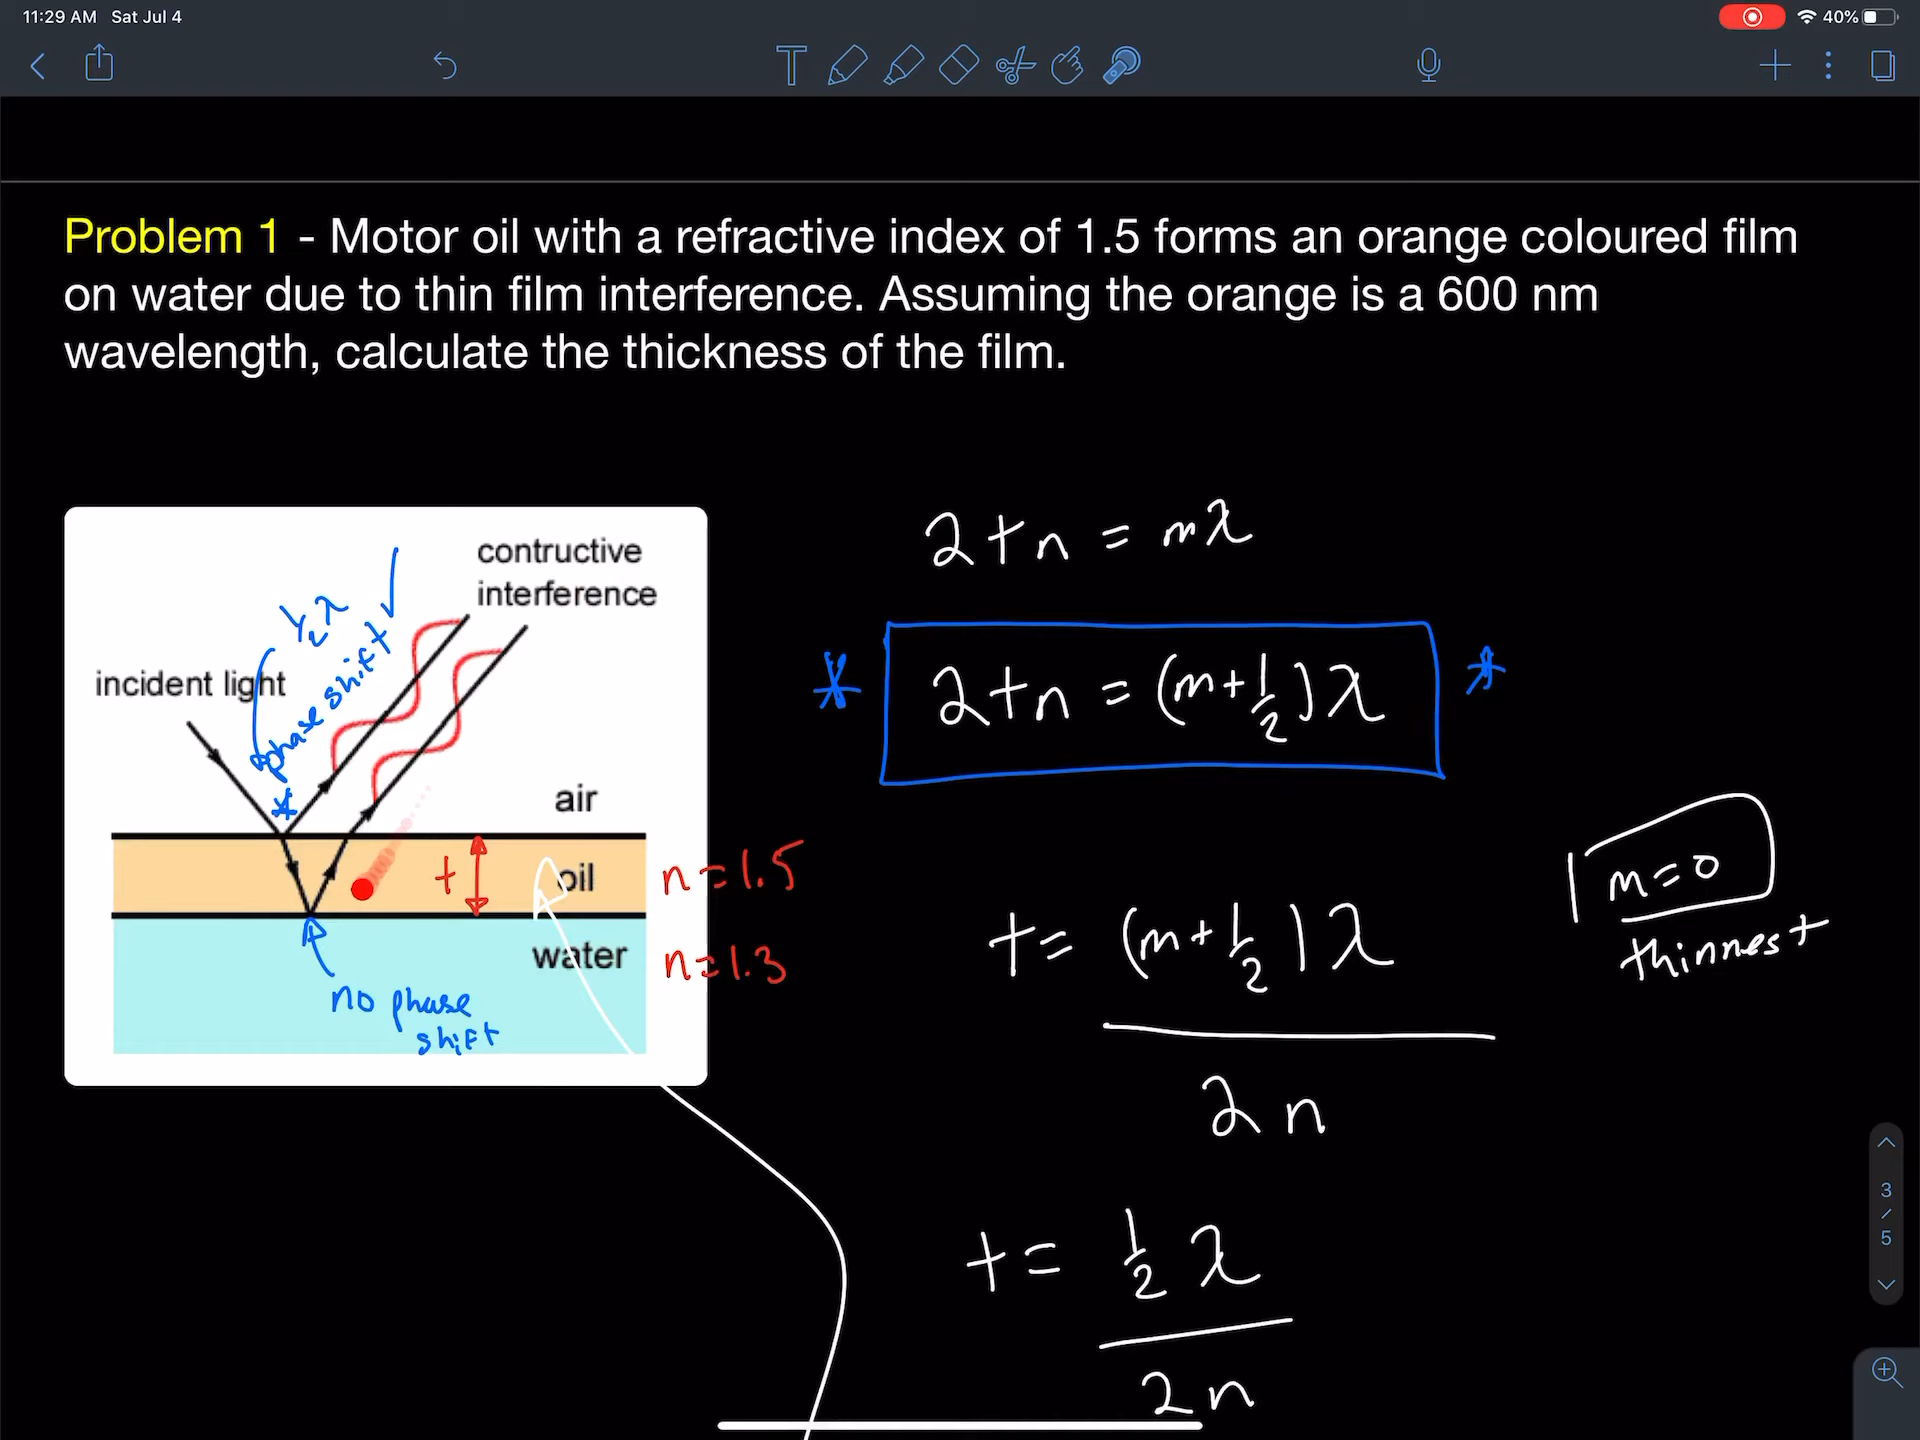 11:29 AM Sat Jul 4
40%
T
Problem 1 - Motor oil with a refractive index of 1.5 forms an orange coloured film
on water due to thin film interference. Assuming the orange is a 600 nm
wavelength, calculate the thickness of the film.
contructive
interference
½λ
phase shift ✓
incident light
*
air
t
oil
n=1.5
water
n=1.3
no phase
shift
2tn = mλ
* 2tn = (m+½)λ *
t = (m+½)λ
2n
m=0
thinnest
t = ½λ
2n
3
/
5